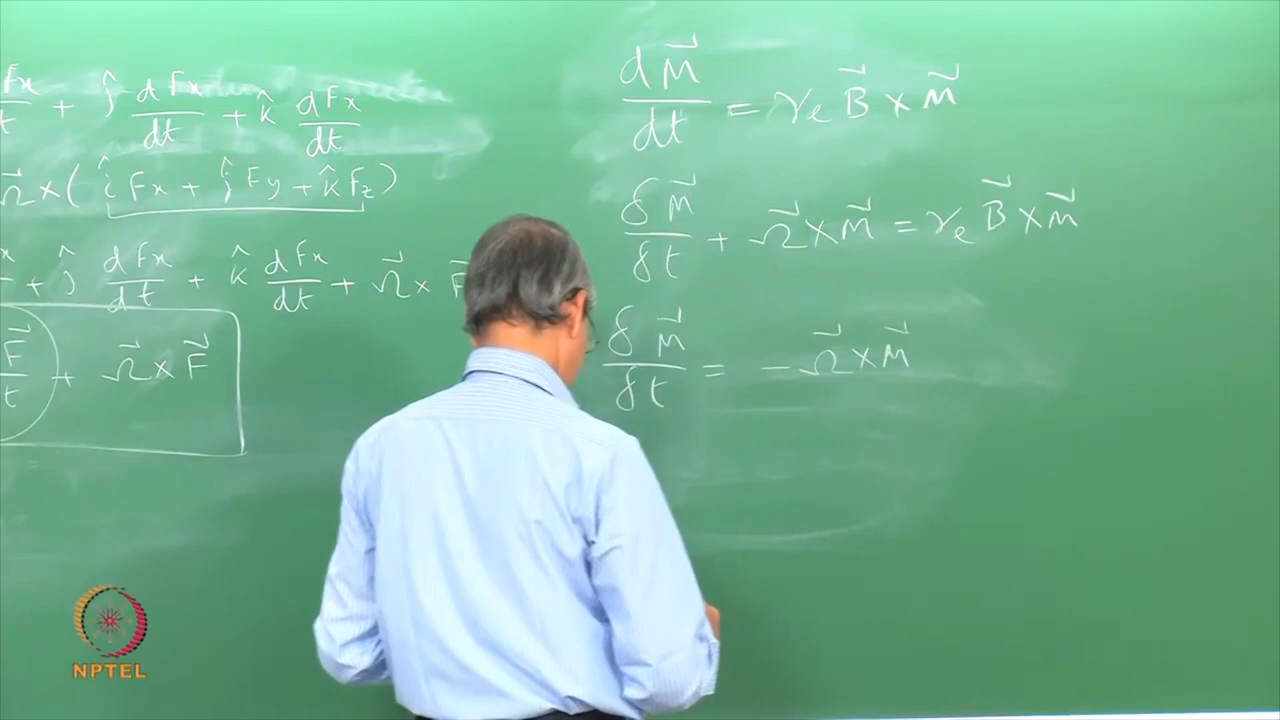 Fx/t + ĵ dFx/dt + k̂ dFx/dt
Ω⃗ × ( î Fx + ĵ Fy + k̂ Fz )
x + ĵ dFx/dt + k̂ dFx/dt + Ω⃗ × F
F⃗/t + Ω⃗ × F⃗
dM⃗/dt = γe B⃗ × M⃗
δM⃗/δt + Ω⃗ × M⃗ = γe B⃗ × M⃗
δM⃗/δt = - Ω⃗ × M⃗
NPTEL